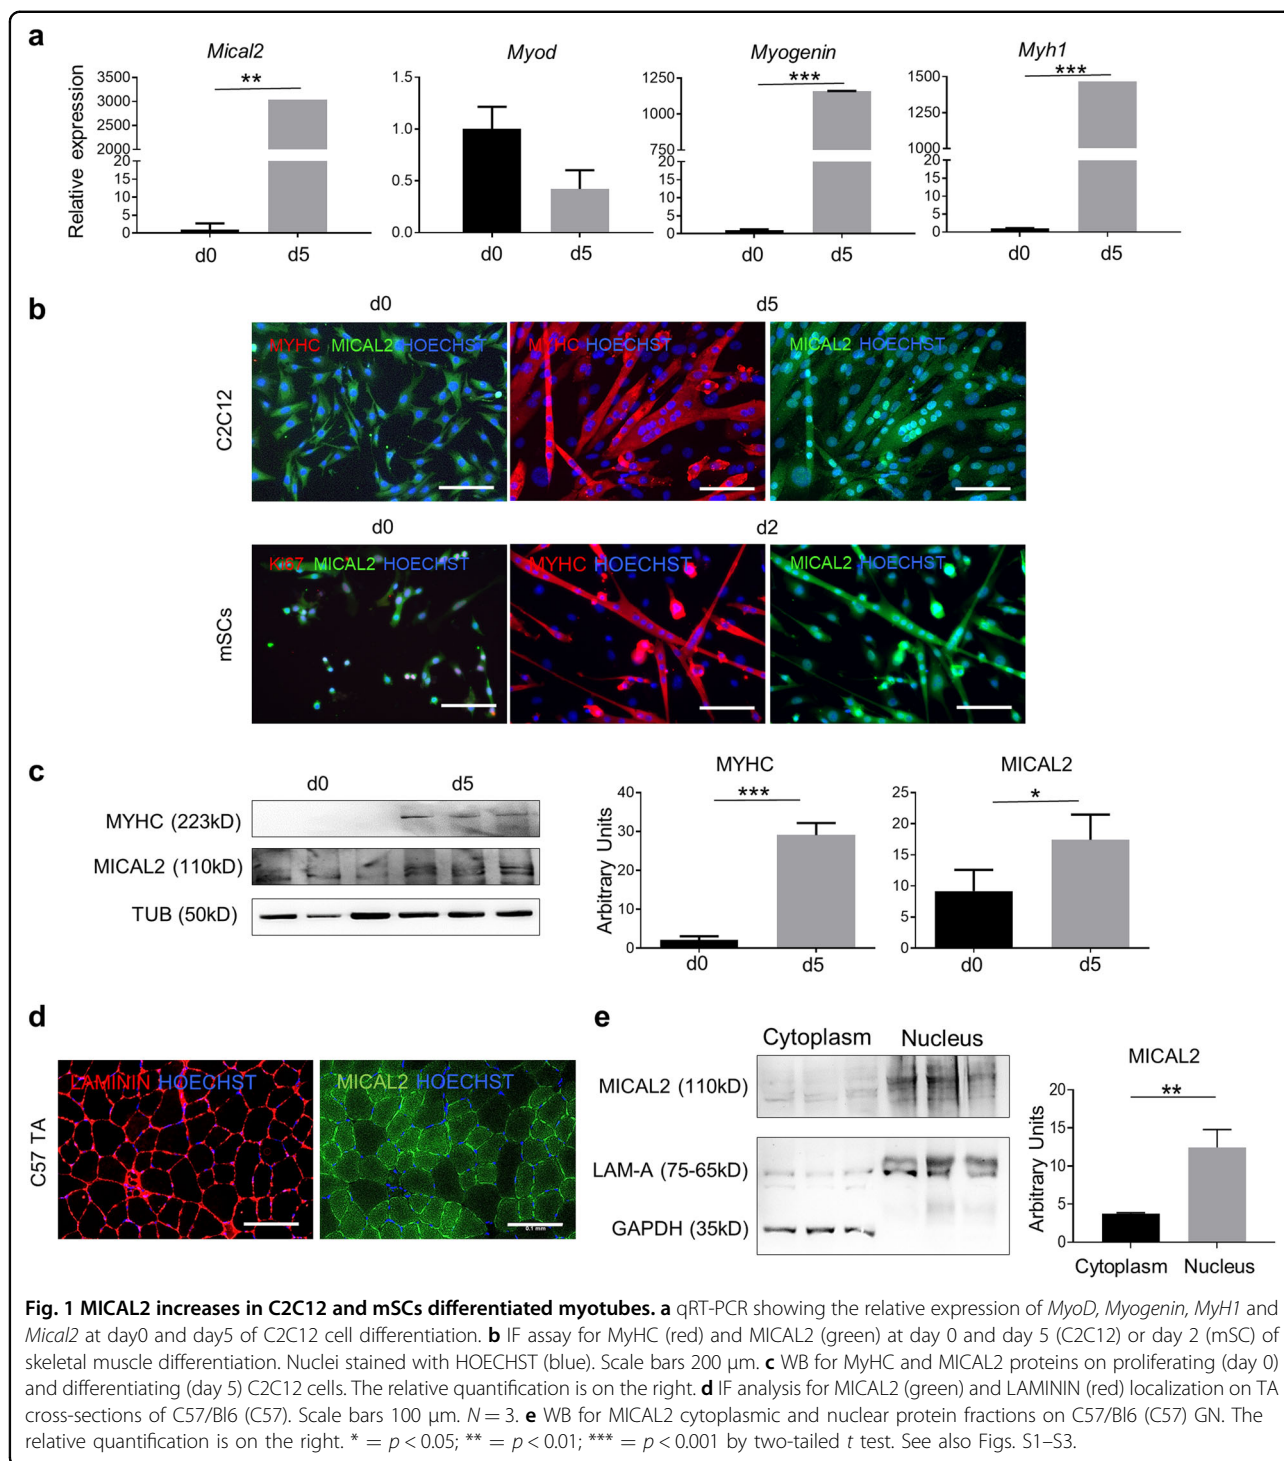 a
Mical2
Myod
Myogenin
Myh1
Relative expression
3500
3000
2500
2000
20
15
10
5
0
**
d0
d5
1.5
1.0
0.5
0.0
d0
d5
1250
1000
750
20
15
10
5
0
***
d0
d5
1500
1250
1000
20
15
10
5
0
***
d0
d5
b
d0
d5
C2C12
MYHC MICAL2 HOECHST
MYHC HOECHST
MICAL2 HOECHST
d0
d2
mSCs
KI67 MICAL2 HOECHST
MYHC HOECHST
MICAL2 HOECHST
c
d0
d5
MYHC (223kD)
MICAL2 (110kD)
TUB (50kD)
MYHC
Arbitrary Units
40
30
20
10
0
***
d0
d5
MICAL2
Arbitrary Units
25
20
15
10
5
0
*
d0
d5
d
C57 TA
LAMININ HOECHST
MICAL2 HOECHST
0.1 mm
e
Cytoplasm
Nucleus
MICAL2 (110kD)
LAM-A (75-65kD)
GAPDH (35kD)
MICAL2
Arbitrary Units
20
15
10
5
0
**
Cytoplasm
Nucleus
Fig. 1 MICAL2 increases in C2C12 and mSCs differentiated myotubes. a qRT-PCR showing the relative expression of MyoD, Myogenin, MyH1 and
Mical2 at day0 and day5 of C2C12 cell differentiation. b IF assay for MyHC (red) and MICAL2 (green) at day 0 and day 5 (C2C12) or day 2 (mSC) of
skeletal muscle differentiation. Nuclei stained with HOECHST (blue). Scale bars 200 μm. c WB for MyHC and MICAL2 proteins on proliferating (day 0)
and differentiating (day 5) C2C12 cells. The relative quantification is on the right. d IF analysis for MICAL2 (green) and LAMININ (red) localization on TA
cross-sections of C57/Bl6 (C57). Scale bars 100 μm. N = 3. e WB for MICAL2 cytoplasmic and nuclear protein fractions on C57/Bl6 (C57) GN. The
relative quantification is on the right. * = p < 0.05; ** = p < 0.01; *** = p < 0.001 by two-tailed t test. See also Figs. S1–S3.